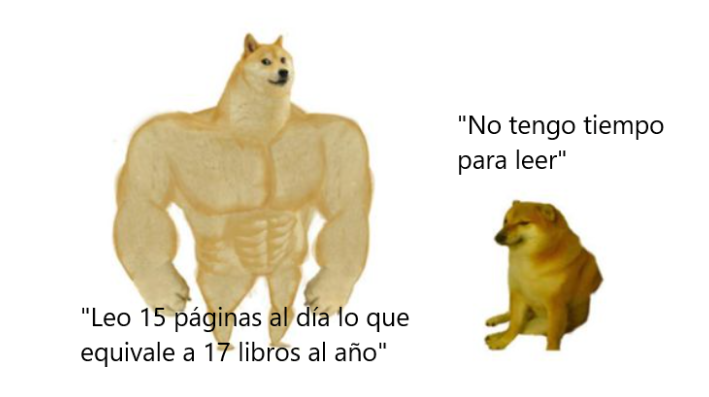 "Leo 15 páginas al día lo que
equivale a 17 libros al año"
"No tengo tiempo
para leer"